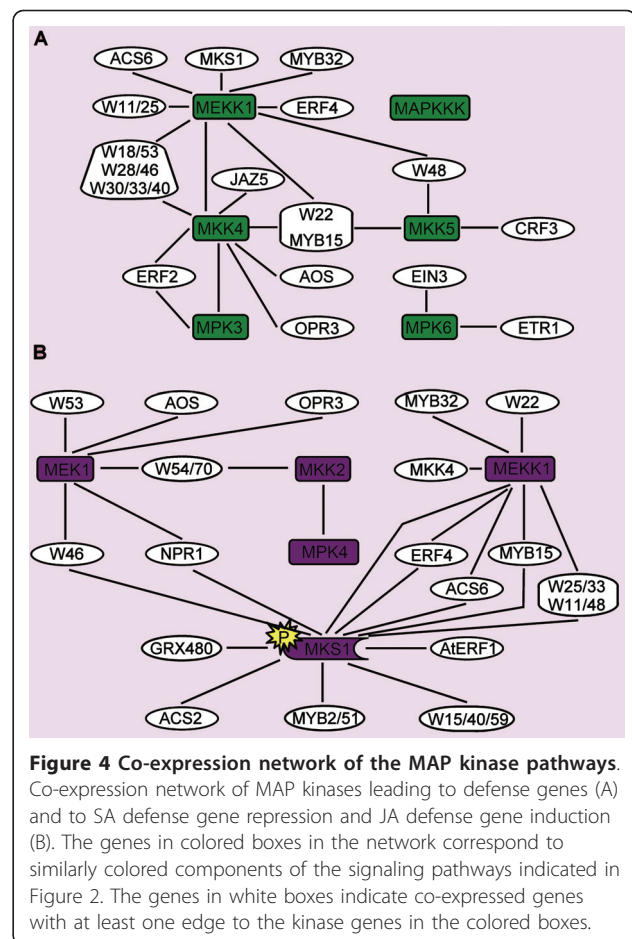 A
ACS6 MKS1 MYB32
W11/25 MEKK1 ERF4 MAPKKK
W18/53
W28/46
W30/33/40
JAZ5
W48
W22
MYB15
MKK4 MKK5 CRF3
ERF2 AOS EIN3
MPK3 OPR3 MPK6 ETR1
B
W53 AOS OPR3 MYB32 W22
MEK1 W54/70 MKK2 MKK4 MEKK1
MPK4
W46 NPR1 ERF4 MYB15
ACS6
W25/33
W11/48
P
GRX480 MKS1 AtERF1
ACS2 MYB2/51 W15/40/59
Figure 4 Co-expression network of the MAP kinase pathways.
Co-expression network of MAP kinases leading to defense genes (A)
and to SA defense gene repression and JA defense gene induction
(B). The genes in colored boxes in the network correspond to
similarly colored components of the signaling pathways indicated in
Figure 2. The genes in white boxes indicate co-expressed genes
with at least one edge to the kinase genes in the colored boxes.